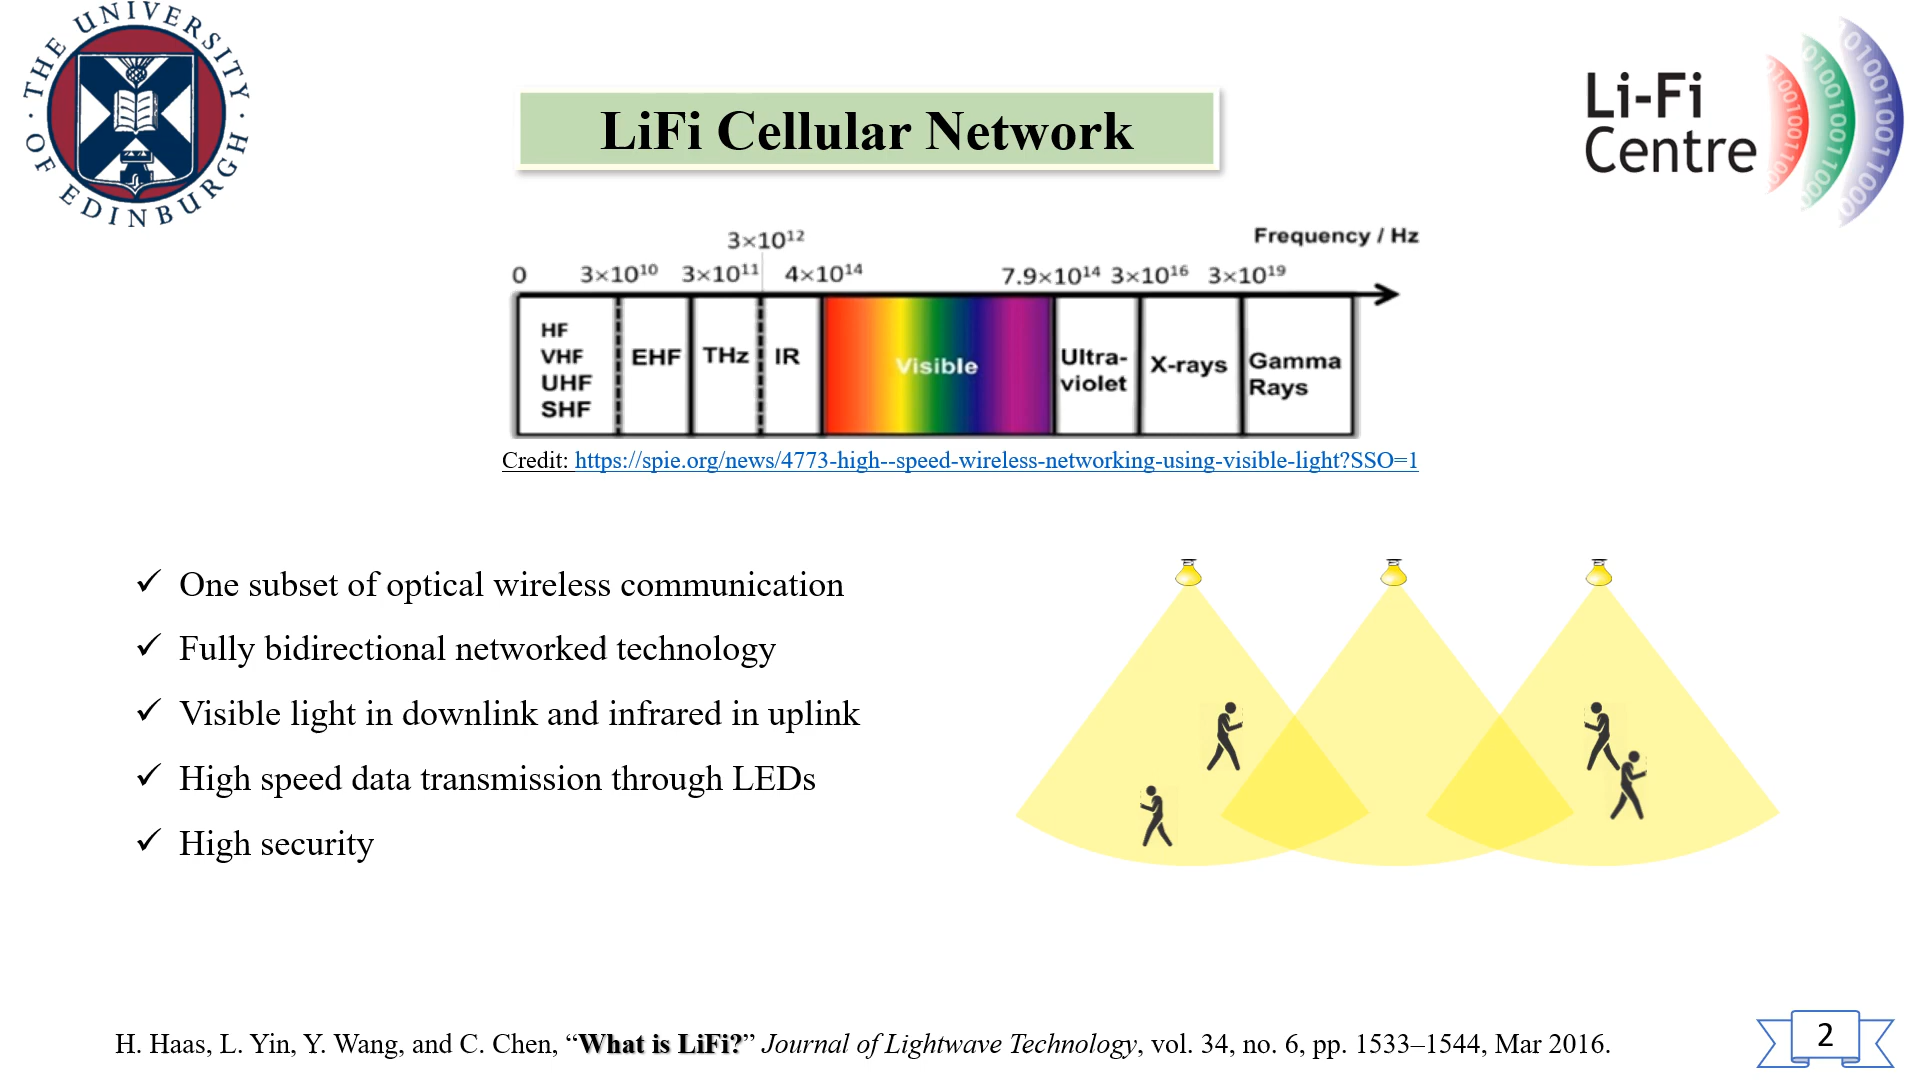 THE UNIVERSITY OF EDINBURGH
Li-Fi
Centre
LiFi Cellular Network
Frequency / Hz
3×10¹²
0 3×10¹⁰ 3×10¹¹ 4×10¹⁴ 7.9×10¹⁴ 3×10¹⁶ 3×10¹⁹
HF
VHF
UHF
SHF
EHF
THz
IR
Visible
Ultra-
violet
X-rays
Gamma
Rays
Credit: https://spie.org/news/4773-high--speed-wireless-networking-using-visible-light?SSO=1
✓ One subset of optical wireless communication
✓ Fully bidirectional networked technology
✓ Visible light in downlink and infrared in uplink
✓ High speed data transmission through LEDs
✓ High security
H. Haas, L. Yin, Y. Wang, and C. Chen, “What is LiFi?” Journal of Lightwave Technology, vol. 34, no. 6, pp. 1533–1544, Mar 2016.
2